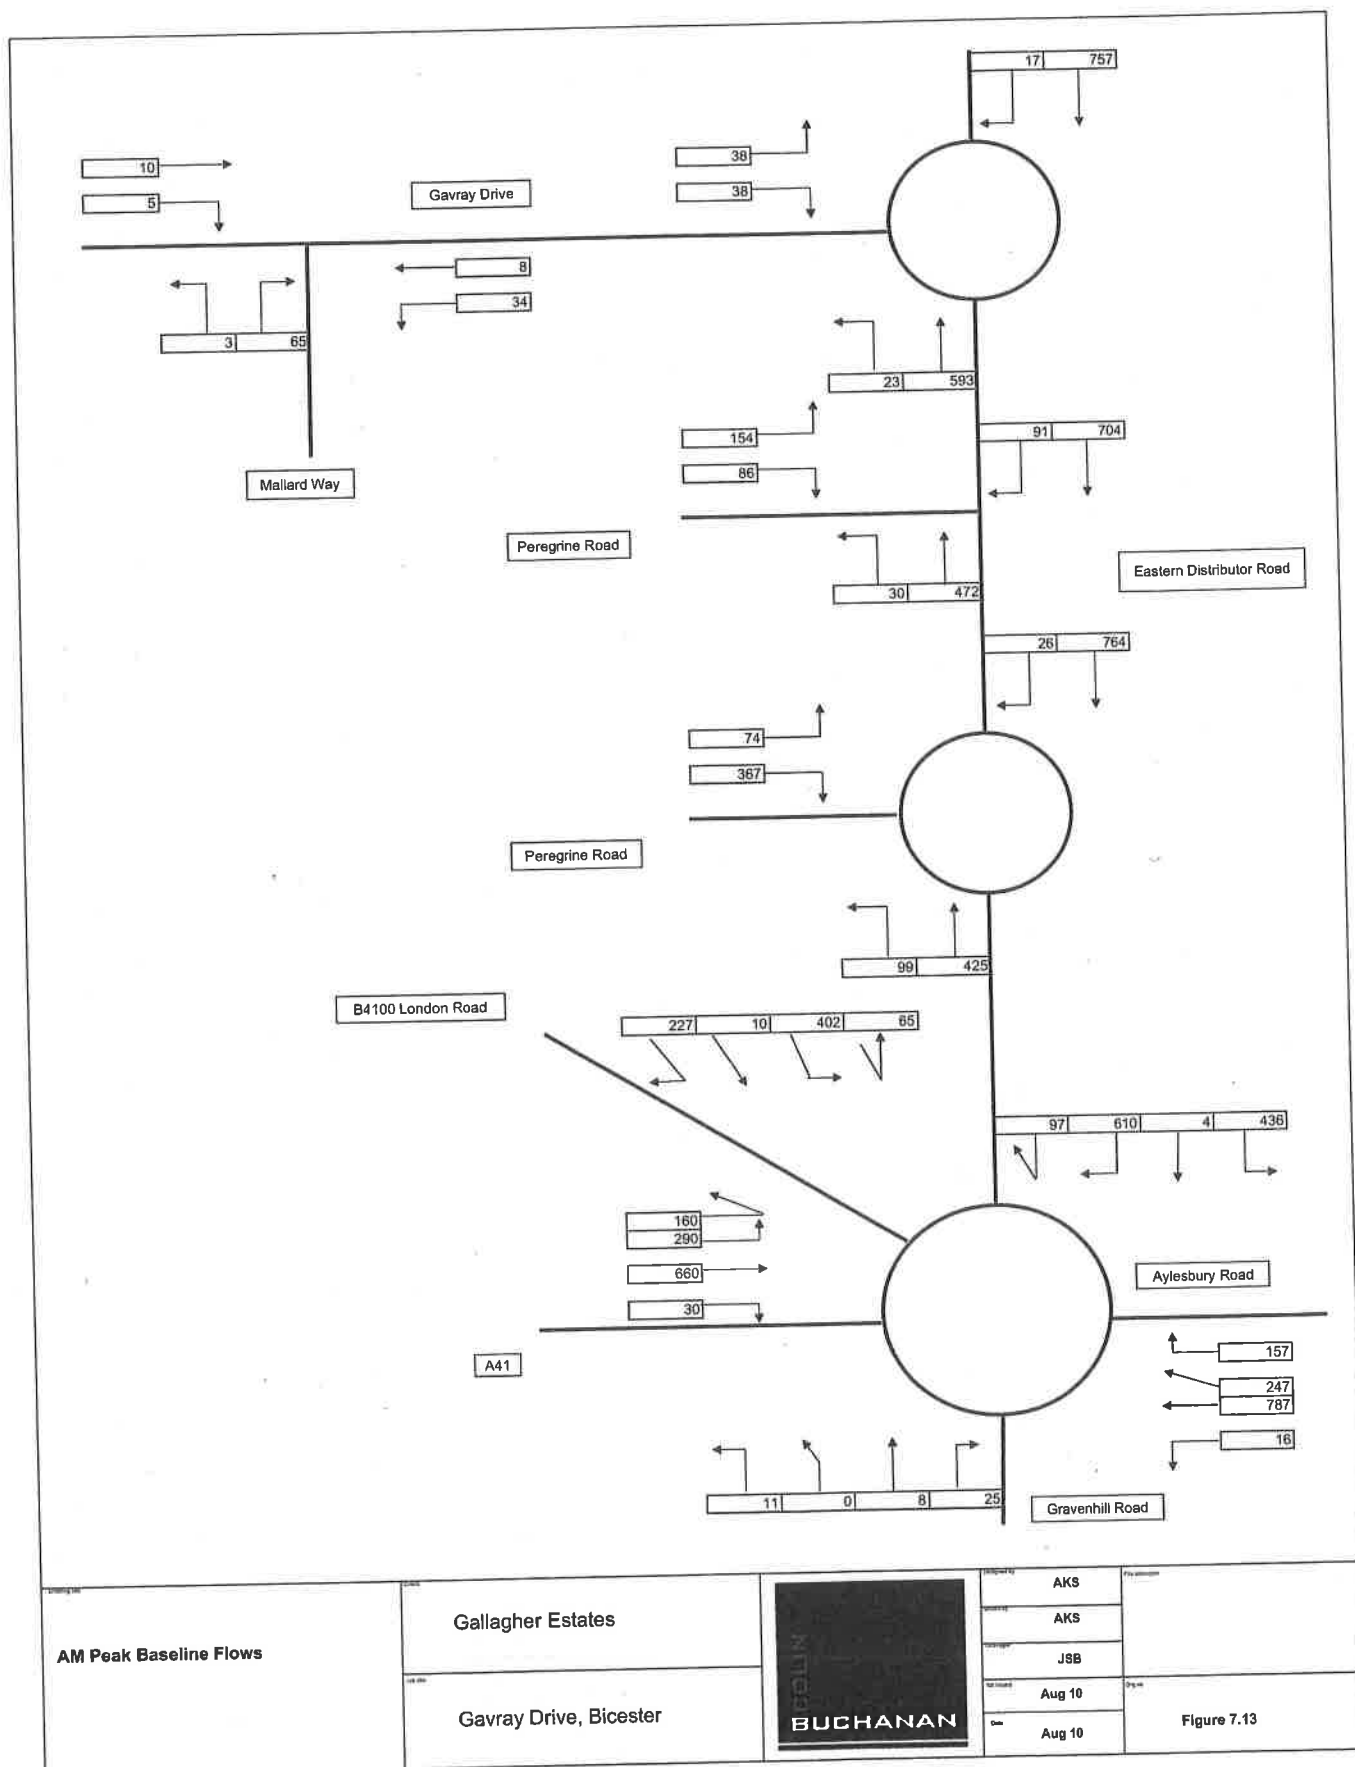 17 757
10
38
5
Gavray Drive
38
8
34
3 65
23 593
154
91 704
86
Mallard Way
Peregrine Road
Eastern Distributor Road
30 472
26 764
74
367
Peregrine Road
99 425
B4100 London Road
227 10 402 65
97 610 4 436
160
290
660
Aylesbury Road
30
A41
157
247
787
16
11 0 8 25
Gravenhill Road
AM Peak Baseline Flows
Gallagher Estates
Gavray Drive, Bicester
COLIN
BUCHANAN
AKS
AKS
JSB
Aug 10
Date
Aug 10
Figure 7.13